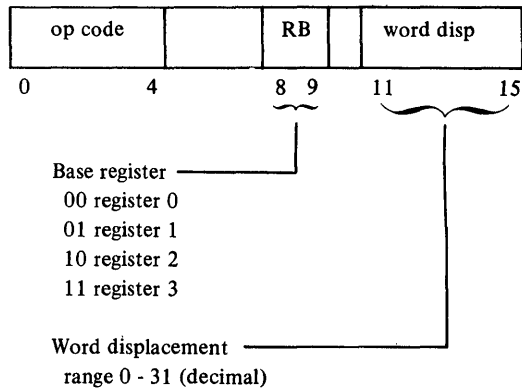 op code RB word disp
0 4 8 9 11 15
Base register
00 register 0
01 register 1
10 register 2
11 register 3
Word displacement
range 0 - 31 (decimal)